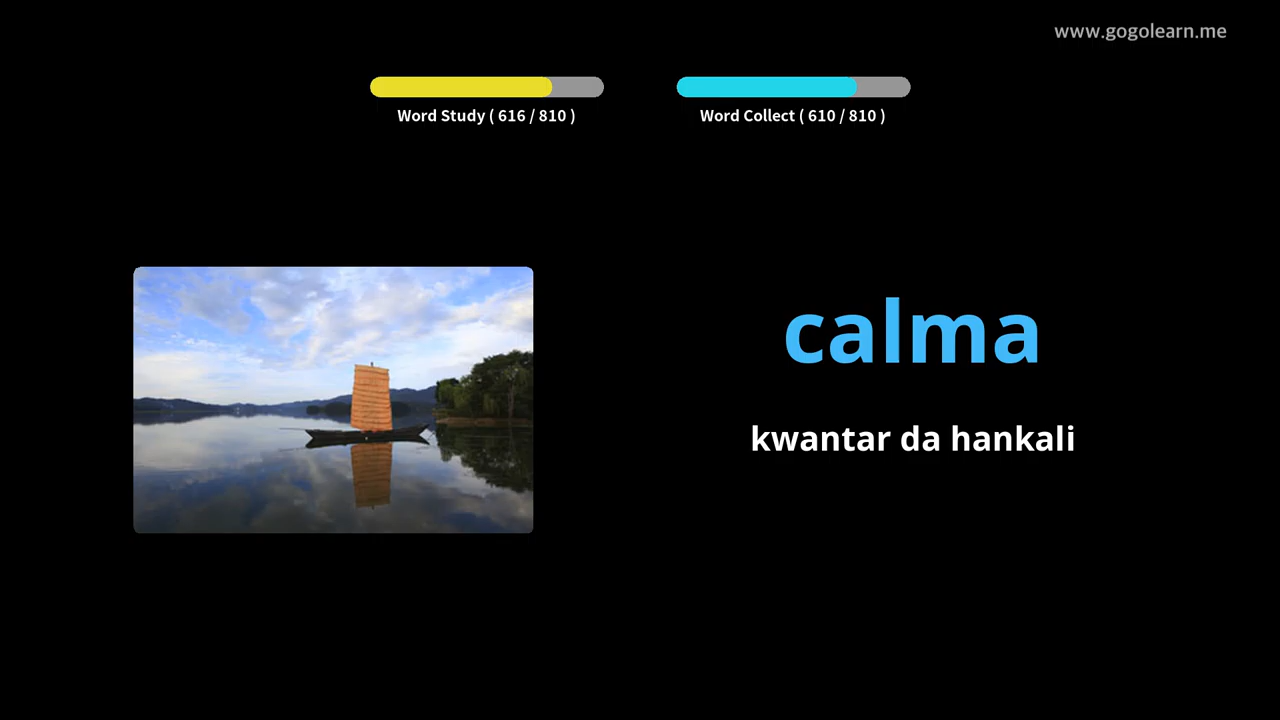 www.gogolearn.me
Word Study ( 616 / 810 )
Word Collect ( 610 / 810 )
calma
kwantar da hankali